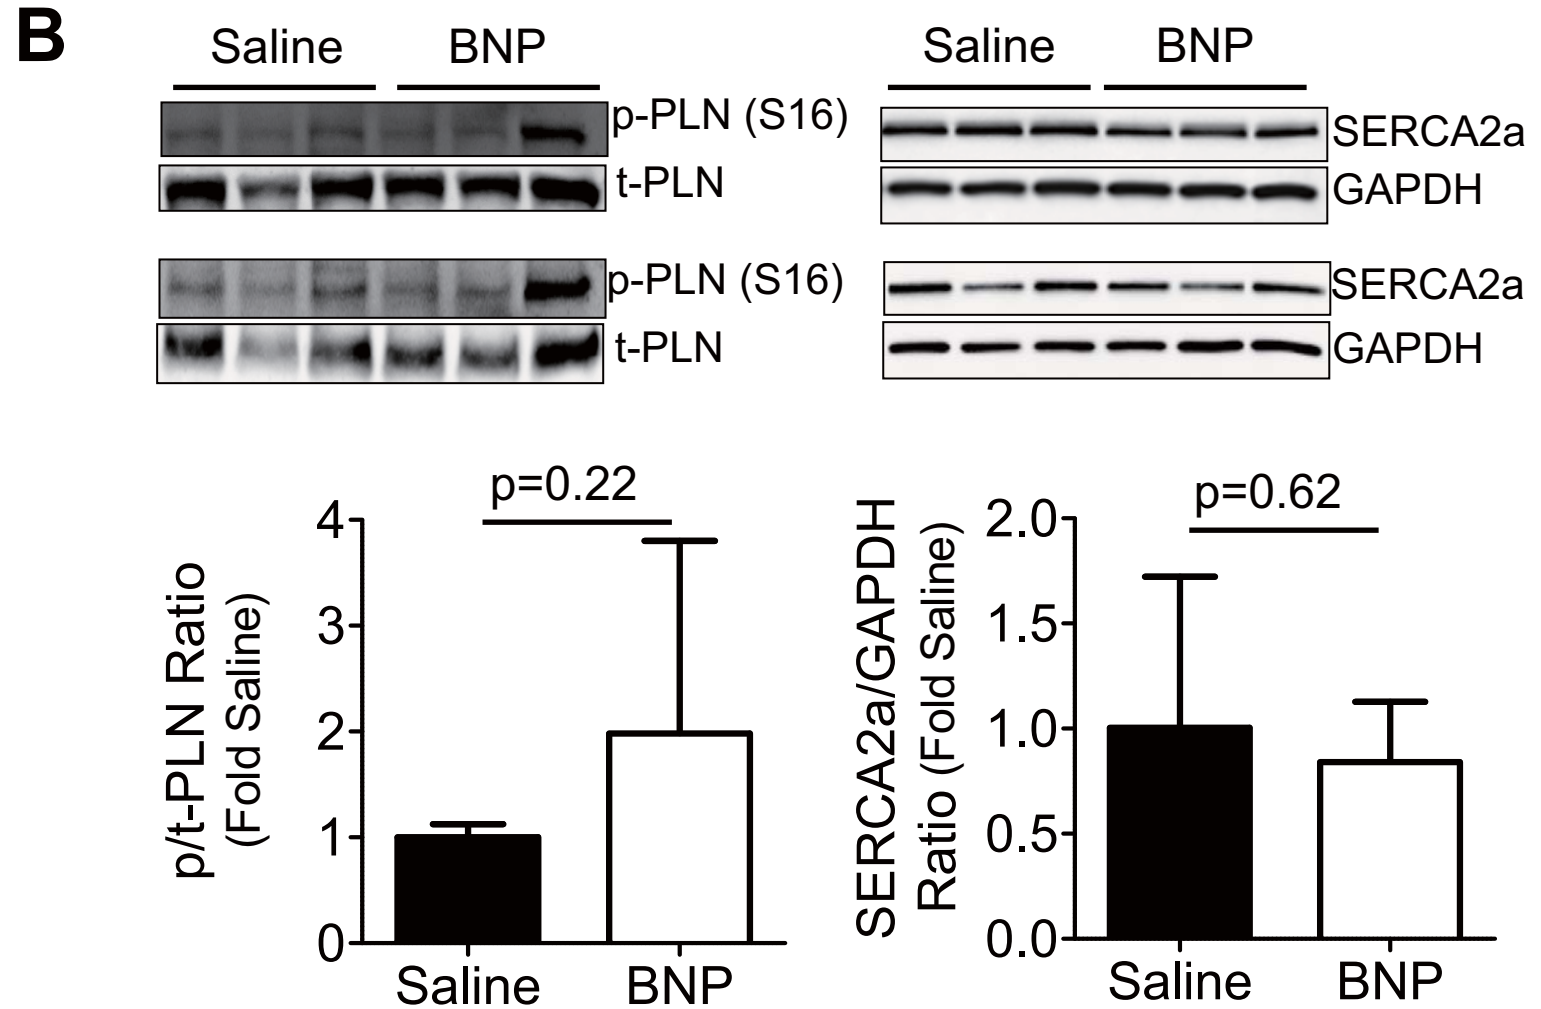 B
Saline BNP
p-PLN (S16)
t-PLN
p-PLN (S16)
t-PLN
Saline BNP
SERCA2a
GAPDH
SERCA2a
GAPDH
p/t-PLN Ratio
(Fold Saline)
p=0.22
4
3
2
1
0
Saline BNP
SERCA2a/GAPDH
Ratio (Fold Saline)
p=0.62
2.0
1.5
1.0
0.5
0.0
Saline BNP